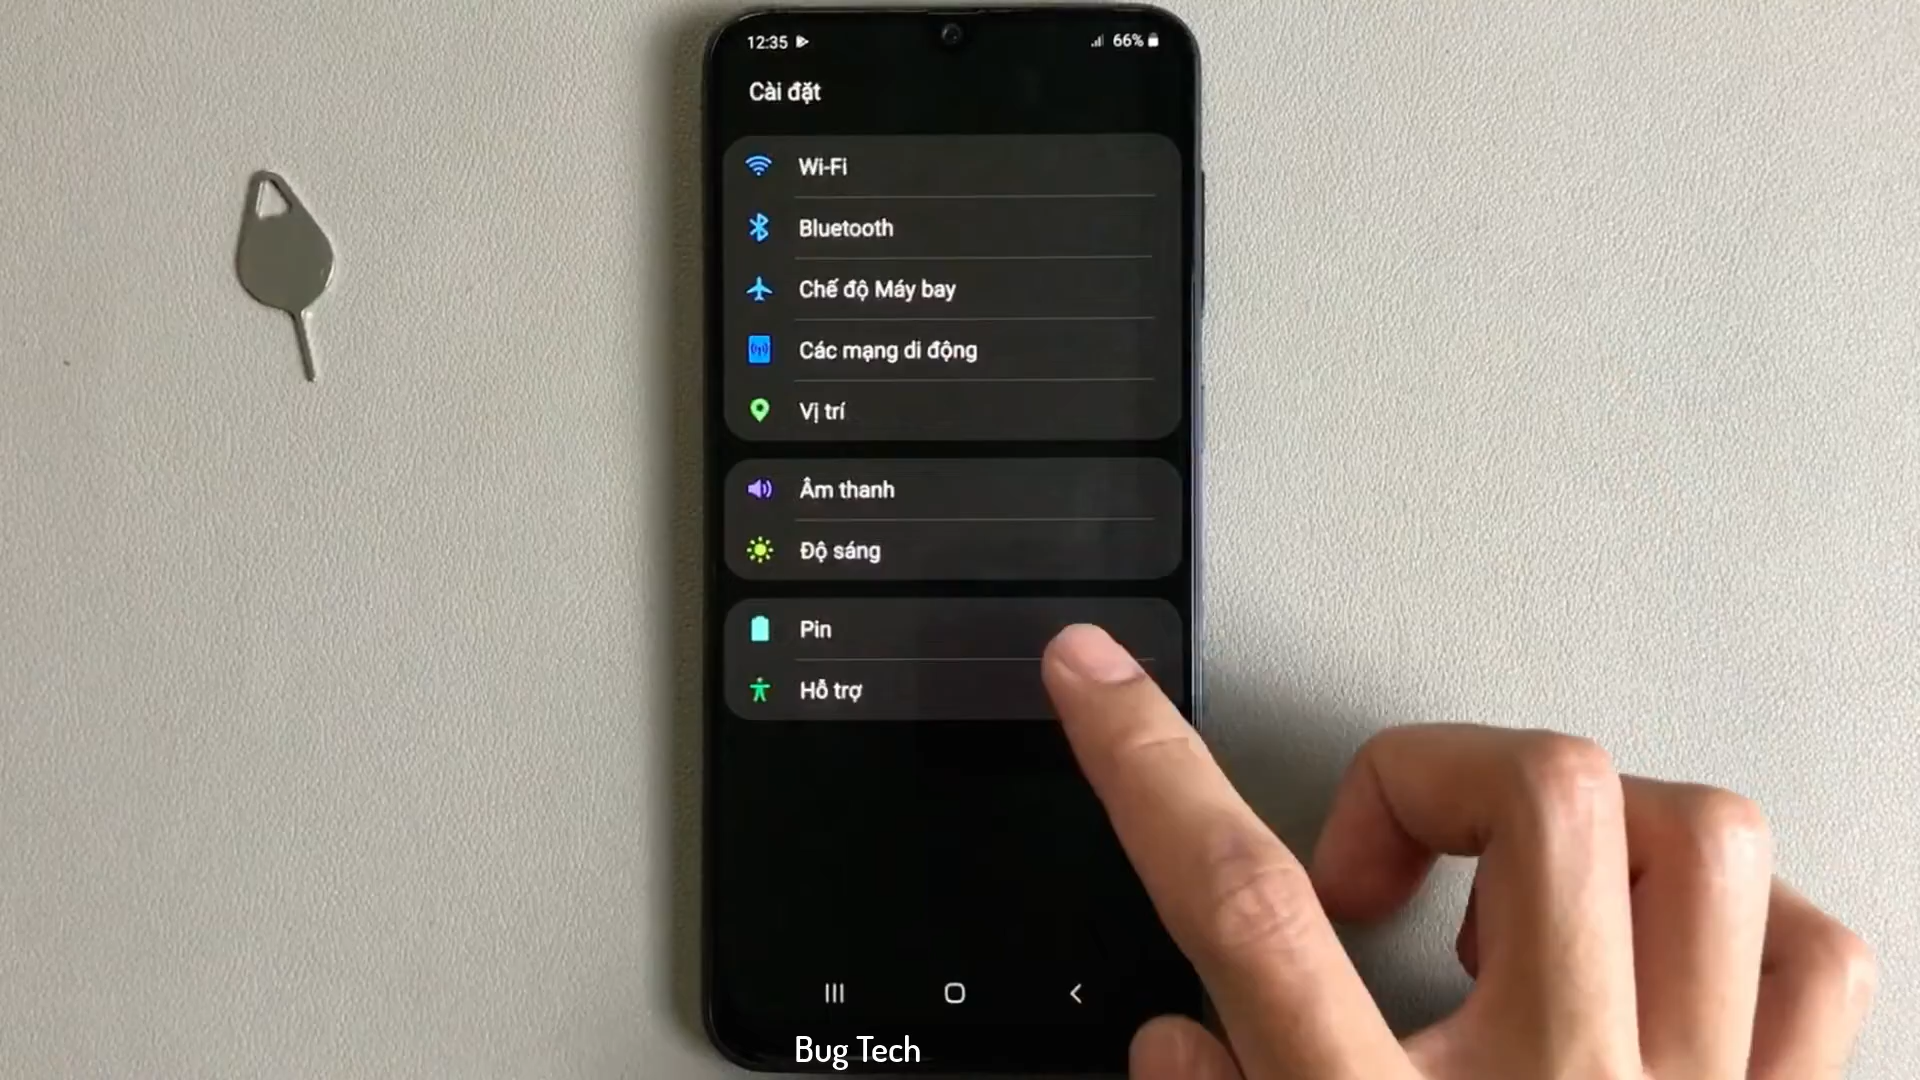 12:35
66%
Cài đặt
Wi-Fi
Bluetooth
Chế độ Máy bay
Các mạng di động
Vị trí
Âm thanh
Độ sáng
Pin
Hỗ trợ
Bug Tech